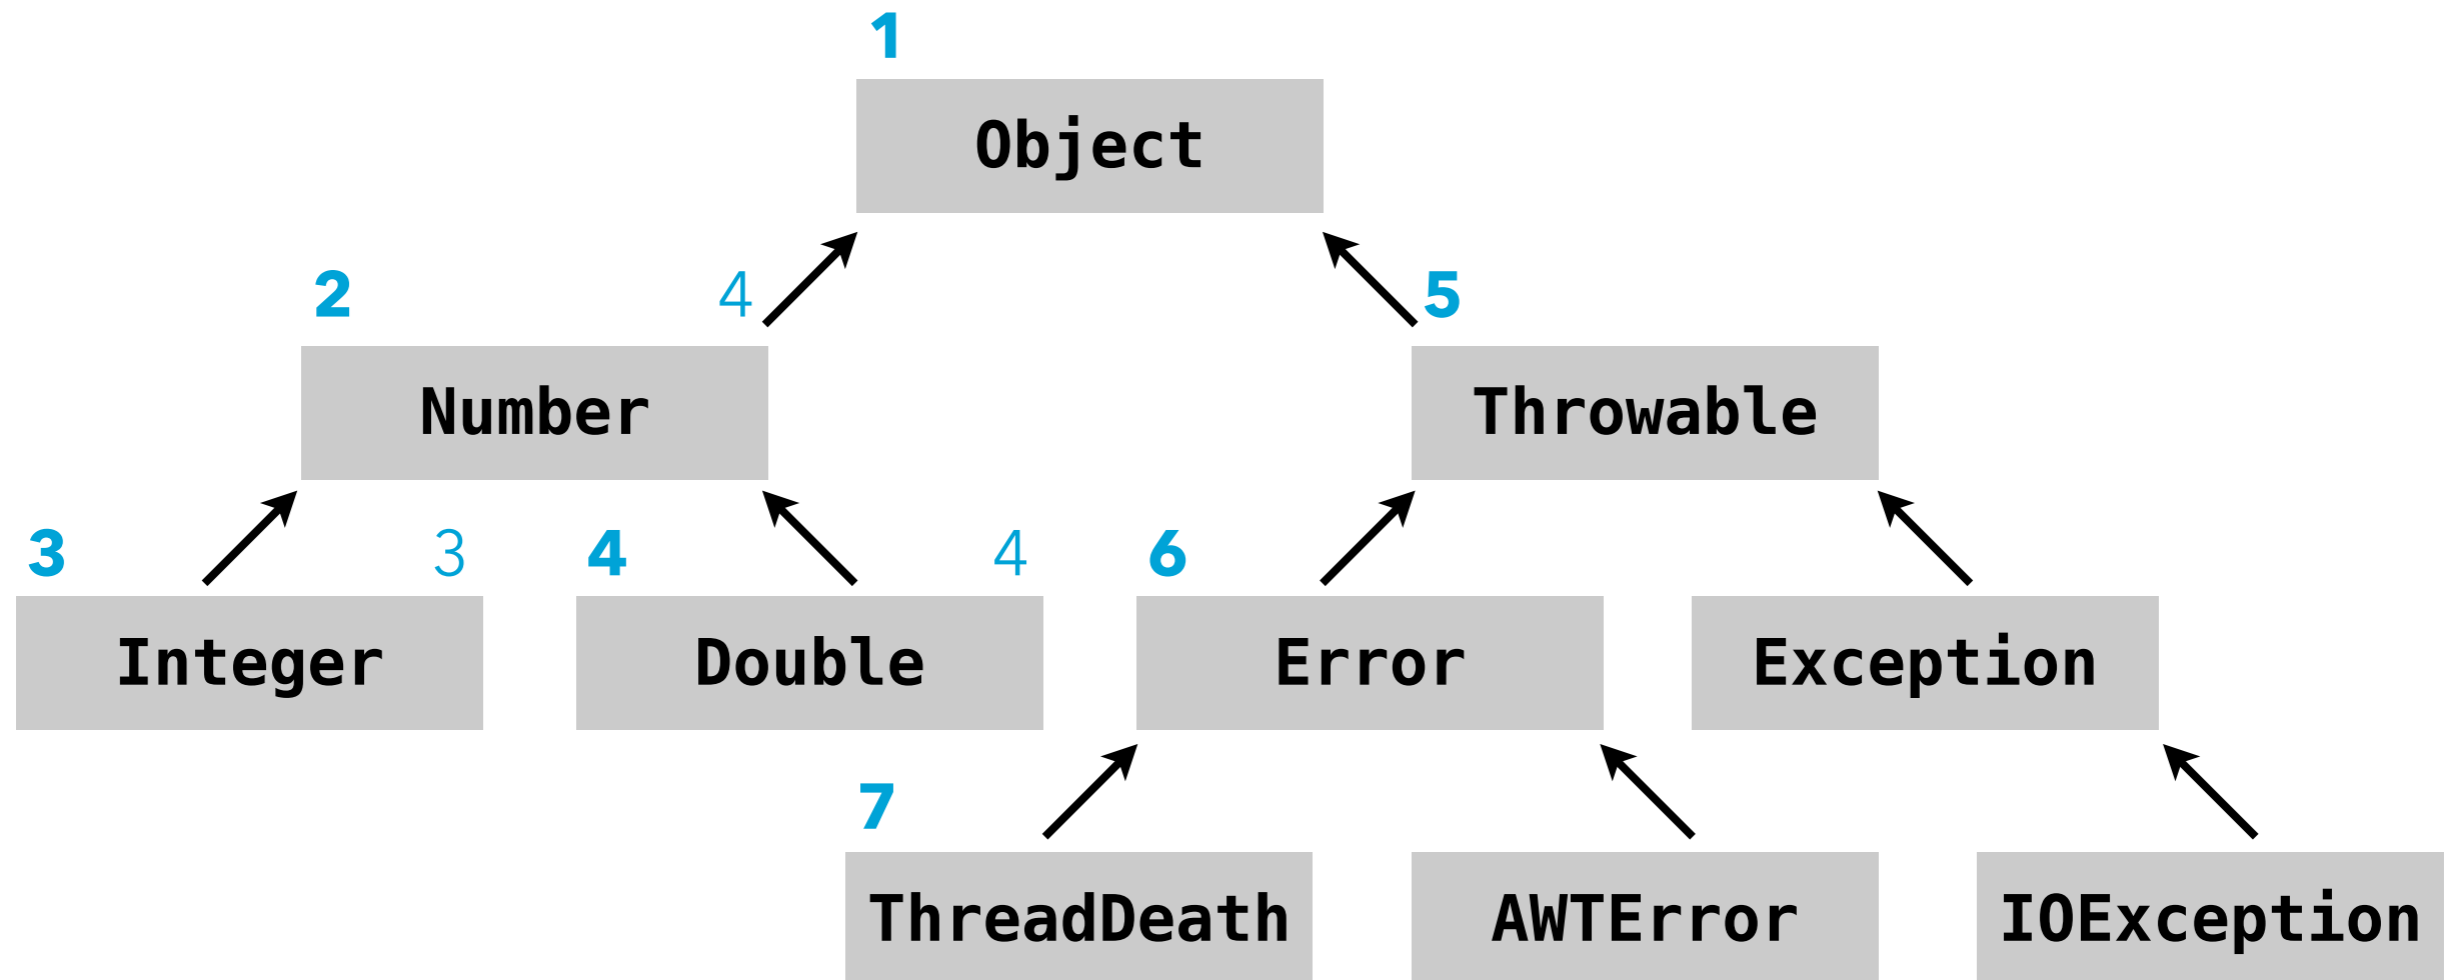 1
Object
2 4 5
Number Throwable
3 3 4 4 6
Integer Double Error Exception
7
ThreadDeath AWTError IOException